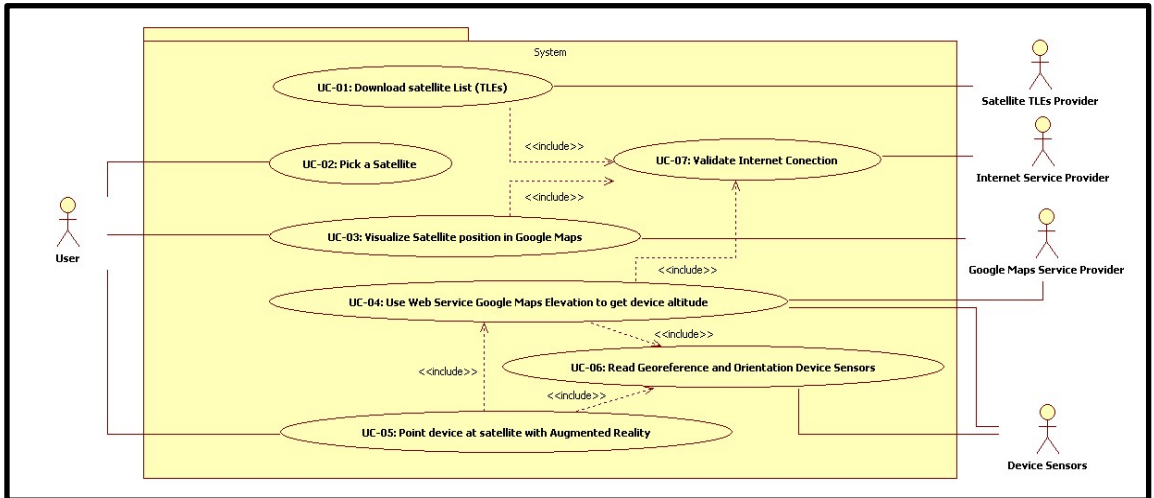 System
UC-01: Download satellite List (TLEs)
Satellite TLEs Provider
<<include>>
UC-02: Pick a Satellite
UC-07: Validate Internet Conection
Internet Service Provider
<<include>>
User
UC-03: Visualize Satellite position in Google Maps
<<include>>
Google Maps Service Provider
UC-04: Use Web Service Google Maps Elevation to get device altitude
<<include>>
UC-06: Read Georeference and Orientation Device Sensors
<<include>>
<<include>>
UC-05: Point device at satellite with Augmented Reality
Device Sensors